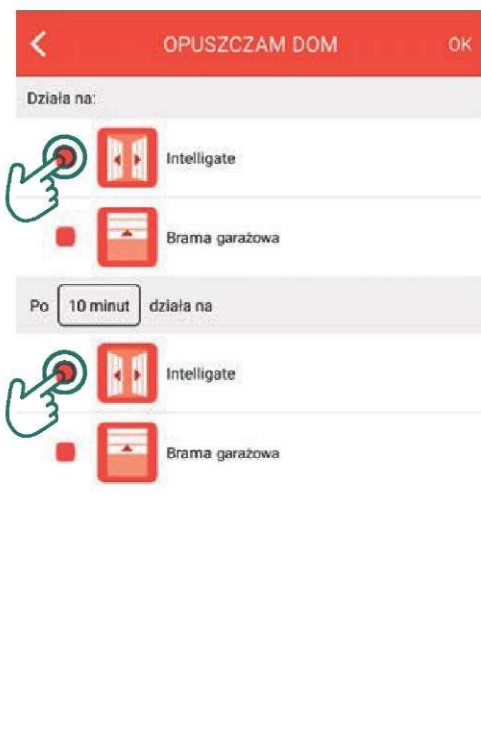 OPUSZCZAM DOM OK
Działa na:
Intelligate
Brama garażowa
Po 10 minut działa na
Intelligate
Brama garażowa